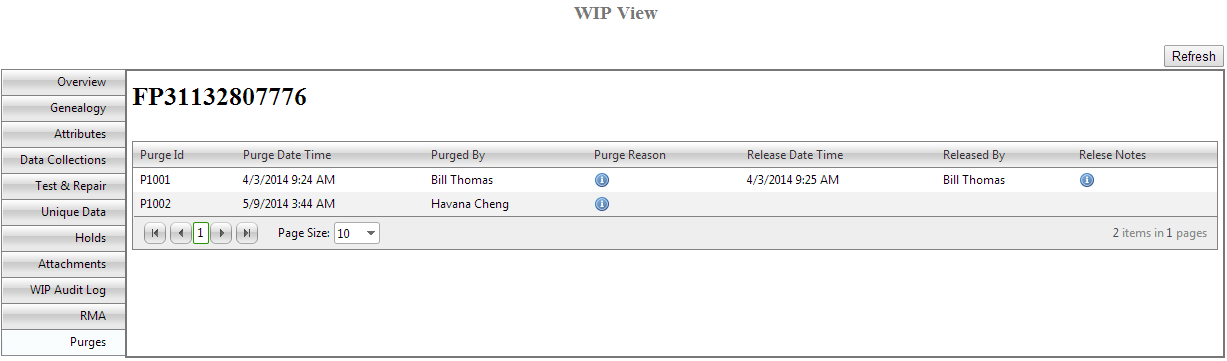 WIP View
Refresh
Overview
Genealogy
Attributes
Data Collections
Test & Repair
Unique Data
Holds
Attachments
WIP Audit Log
RMA
Purges
FP31132807776
Purge Id Purge Date Time Purged By Purge Reason Release Date Time Released By Relese Notes
P1001 4/3/2014 9:24 AM Bill Thomas 4/3/2014 9:25 AM Bill Thomas
P1002 5/9/2014 3:44 AM Havana Cheng
1 Page Size: 10 2 items in 1 pages